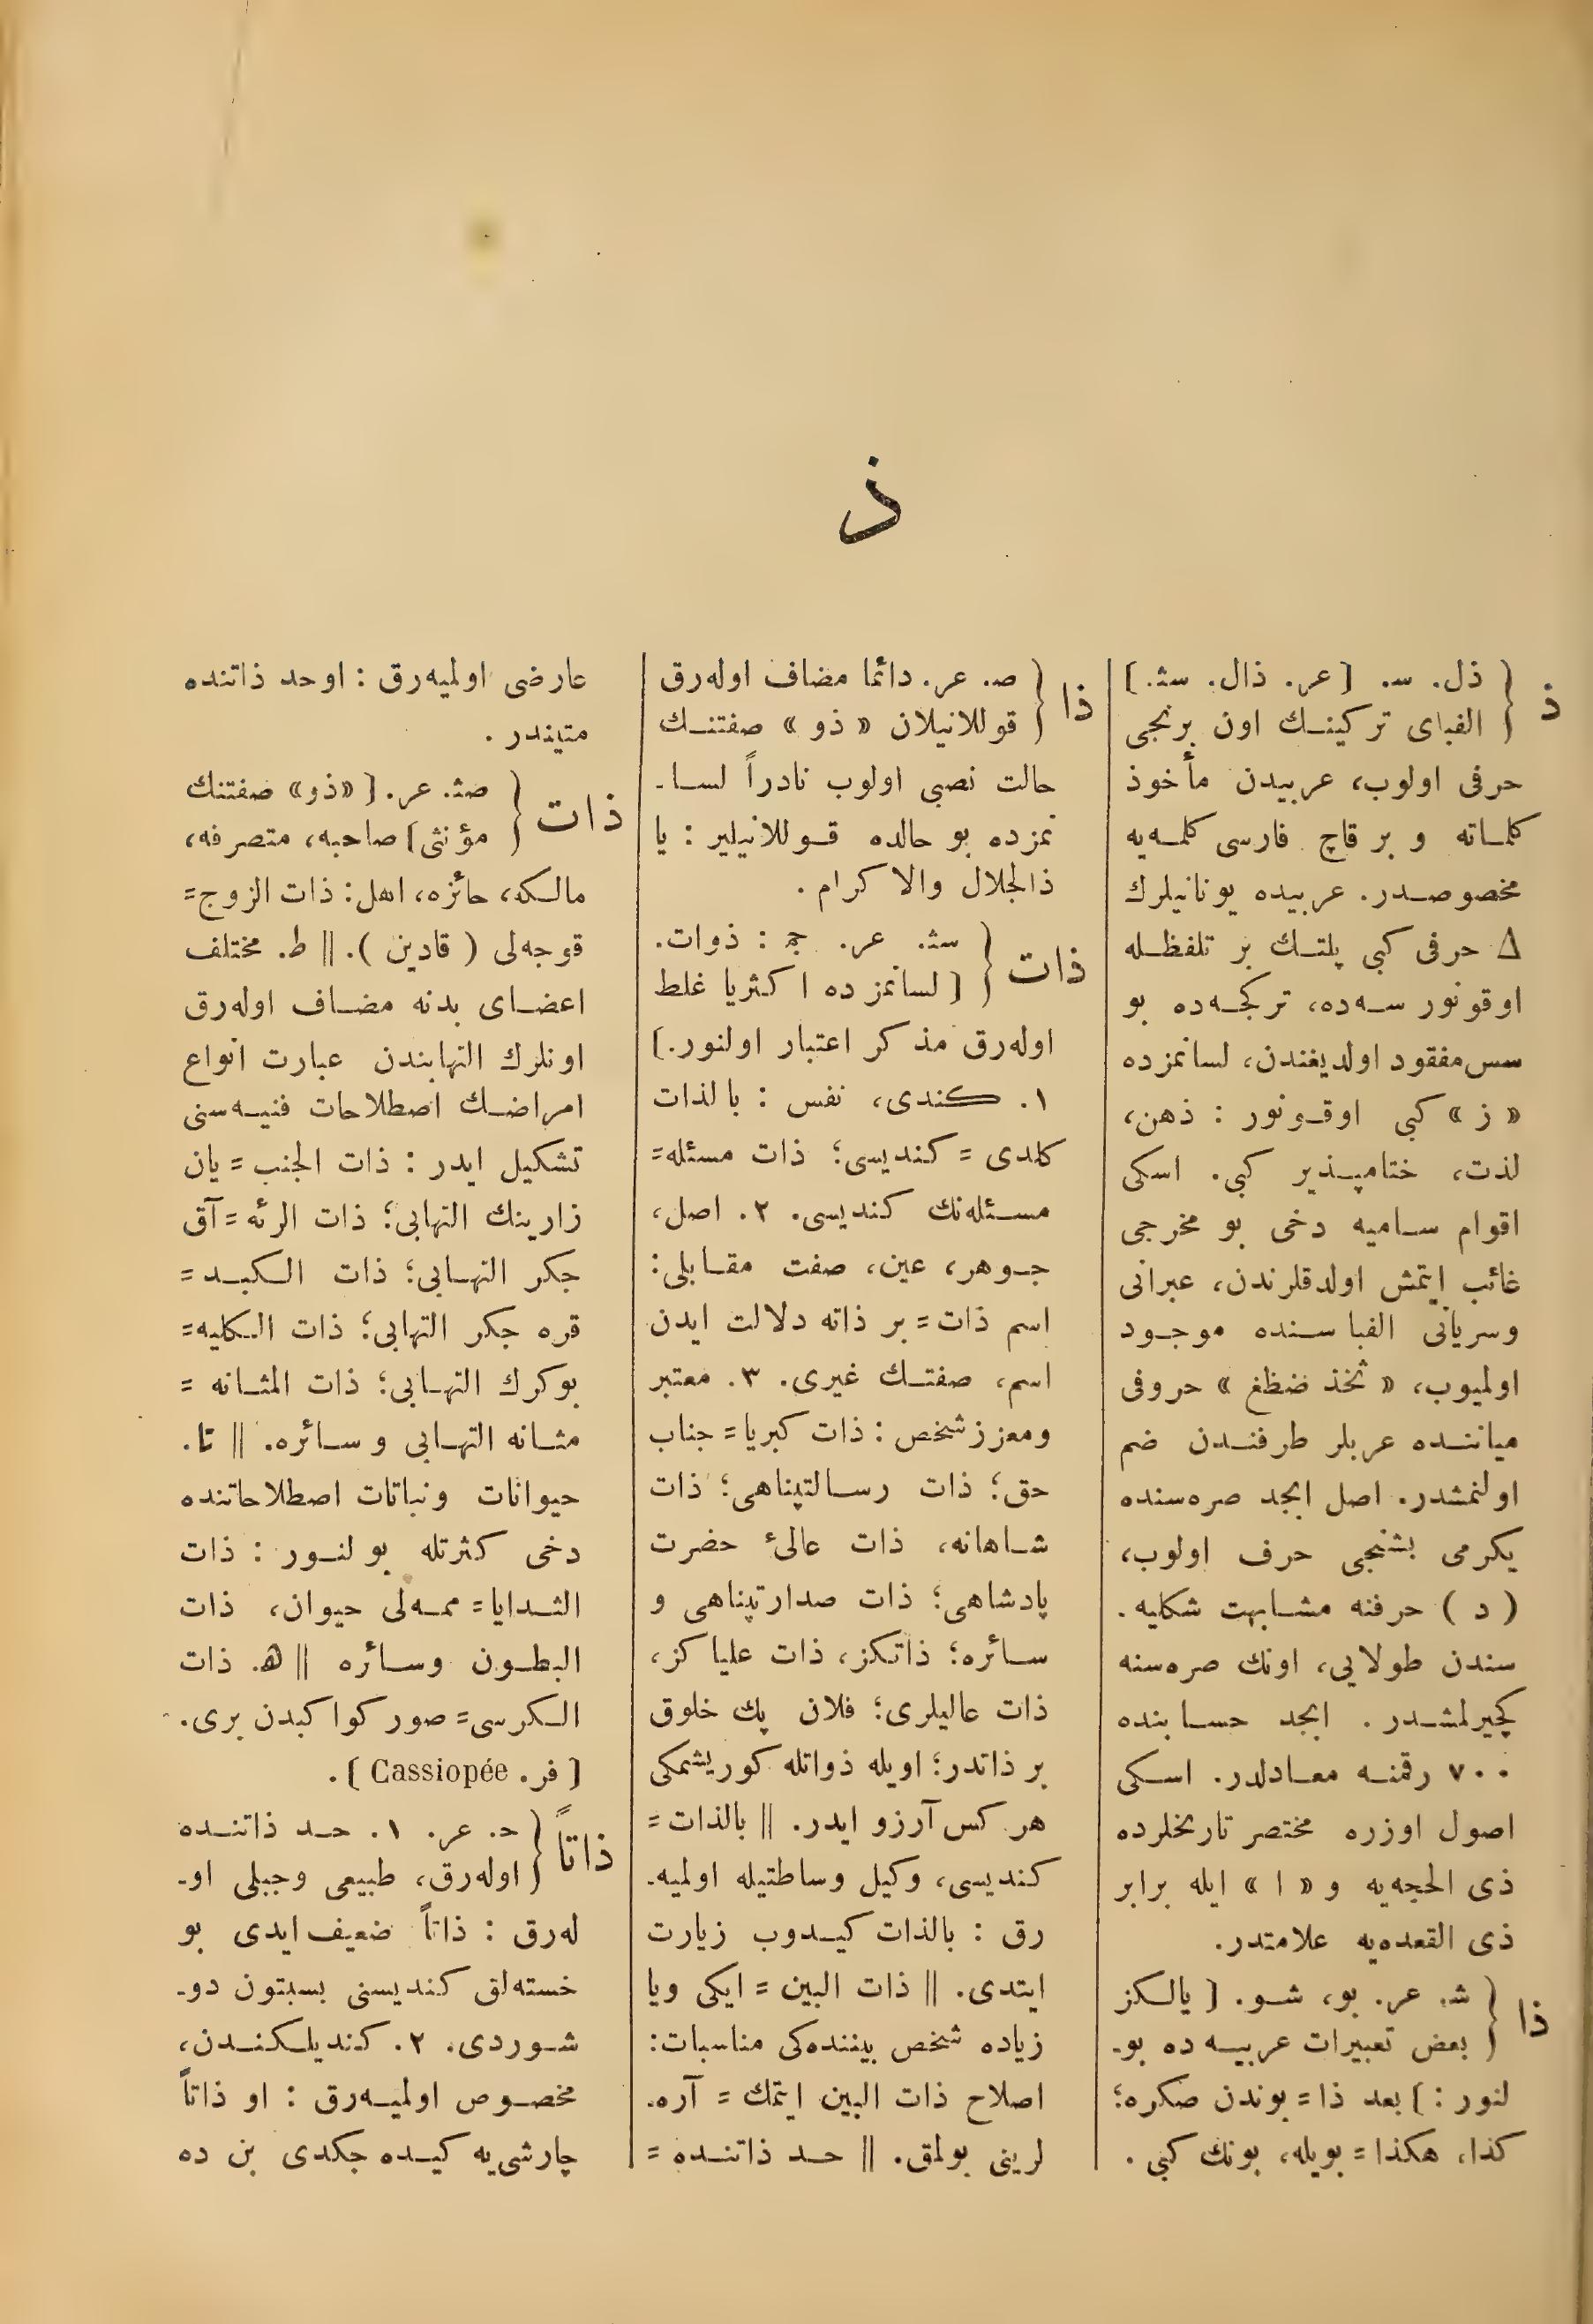 ذ
ذ { ذل. س. [عر. ذال. سث.]
الفبای ترکینك اون برنجی
حرفی اولوب، عربیدن مأخوذ
کلماته و بر قاچ فارسی کلمه‌یه
مخصوصدر. عربیده یونانیلرك
Δ حرفی کبی پلتك بر تلفظله
اوقونور سه‌ده، ترکجه‌ده بو
سس مفقود اولدیغندن، لسانمزده
« ز » کبی اوقونور : ذهن،
لذت، ختامپذیر کبی. اسکی
اقوام سامیه دخی بو مخرجی
غائب ایتمش اولدقلرندن، عبرانی
وسریانی الفباسنده موجود
اولمیوب، « ثخذ ضظغ » حروفی
میاننده عربلر طرفندن ضم
اولنمشدر. اصل ابجد صره‌سنده
یکرمی بشنجی حرف اولوب،
( د ) حرفنه مشابهت شکلیه.
سندن طولایی، اونك صره‌سنه
کچیرلمشدر . ابجد حسابنده
٧٠٠ رقمنه معادلدر. اسکی
اصول اوزره مختصر تاریخلرده
ذی الحجه‌یه و « ا » ایله برابر
ذی القعده‌یه علامتدر.
ذا { ش. عر. بو، شو. [یالکز
بعض تعبیرات عربیه ده بو-
لنور :] بعد ذا = بوندن صکره؛
کذا، هکذا = بویله، بونك کبی .
ذا { ص. عر. دائما مضاف اوله‌رق
قوللانیلان « ذو » صفتنك
حالت نصبی اولوب نادراً لسا-
نمزده بو حالده قوللانیلیر : یا
ذالجلال والاکرام .
ذات { سث. عر. ج : ذوات.
[لسانمزده اکثریا غلط
اوله‌رق مذکر اعتبار اولنور.]
١. کندی، نفس : بالذات
کلدی = کندیسی؛ ذات مسئله =
مسئله‌نك کندیسی. ٢. اصل،
جوهر، عین، صفت مقابلی:
اسم ذات = بر ذاته دلالت ایدن
اسم، صفتك غیری. ٣. معتبر
ومعزز شخص : ذات کبریا = جناب
حق؛ ذات رسالتپناهی؛ ذات
شاهانه، ذات عالیٔ حضرت
پادشاهی؛ ذات صدارتپناهی و
سائره؛ ذاتکز، ذات علیاکز،
ذات عالیلری؛ فلان پك خلوق
بر ذاتدر؛ اویله ذواتله کوریشمکی
هر کس آرزو ایدر. || بالذات =
کندیسی، وکیل وساطتیله اولمیه-
رق : بالذات کیدوب زیارت
ایتدی. || ذات البین = ایکی ویا
زیاده شخص بیننده‌کی مناسبات:
اصلاح ذات البین ایتمك = آره-
لرینی بولمق. || حد ذاتنده =
عارضی اولمیه‌رق : اوحد ذاتنده
متیندر .
ذات { صث. عر. [«ذو» صفتنك
مؤنثی] صاحبه، متصرفه،
مالکه، حائزه، اهل: ذات الزوج =
قوجه‌لی ( قادین ). || ط. مختلف
اعضای بدنه مضاف اوله‌رق
اونلرك التهابندن عبارت انواع
امراضك اصطلاحات فنیه‌سنی
تشکیل ایدر : ذات الجنب = یان
زارینك التهابی؛ ذات الرئه = آق
جکر التهابی؛ ذات الکبد =
قره جکر التهابی؛ ذات الکلیه =
بوکرك التهابی؛ ذات المثانه =
مثانه التهابی و سائره. || تا.
حیوانات ونباتات اصطلاحاتنده
دخی کثرتله بولنور : ذات
الثدایا = ممه‌لی حیوان، ذات
البطون وسائره || ه. ذات
الکرسی = صور کواکبدن بری.
[ فر. Cassiopée ] .
ذاتاً { ح. عر. ١. حد ذاتنده
اوله‌رق، طبیعی وجبلی او-
له‌رق : ذاتاً ضعیف ایدی بو
خسته‌لق کندیسنی بسبتون دو-
شوردی. ٢. کندیلکندن،
مخصوص اولمیه‌رق : او ذاتاً
چارشی‌یه کیده جکدی بن ده